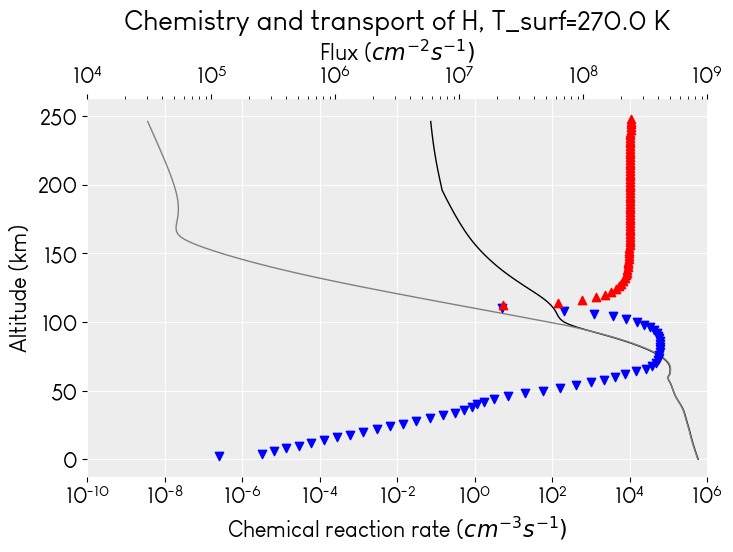 Chemistry and transport of H, T_surf=270.0 K
Flux (cm⁻²s⁻¹)
10⁴ 10⁵ 10⁶ 10⁷ 10⁸ 10⁹
250
200
150
100
50
0
Altitude (km)
10⁻¹⁰ 10⁻⁸ 10⁻⁶ 10⁻⁴ 10⁻² 10⁰ 10² 10⁴ 10⁶
Chemical reaction rate (cm⁻³s⁻¹)